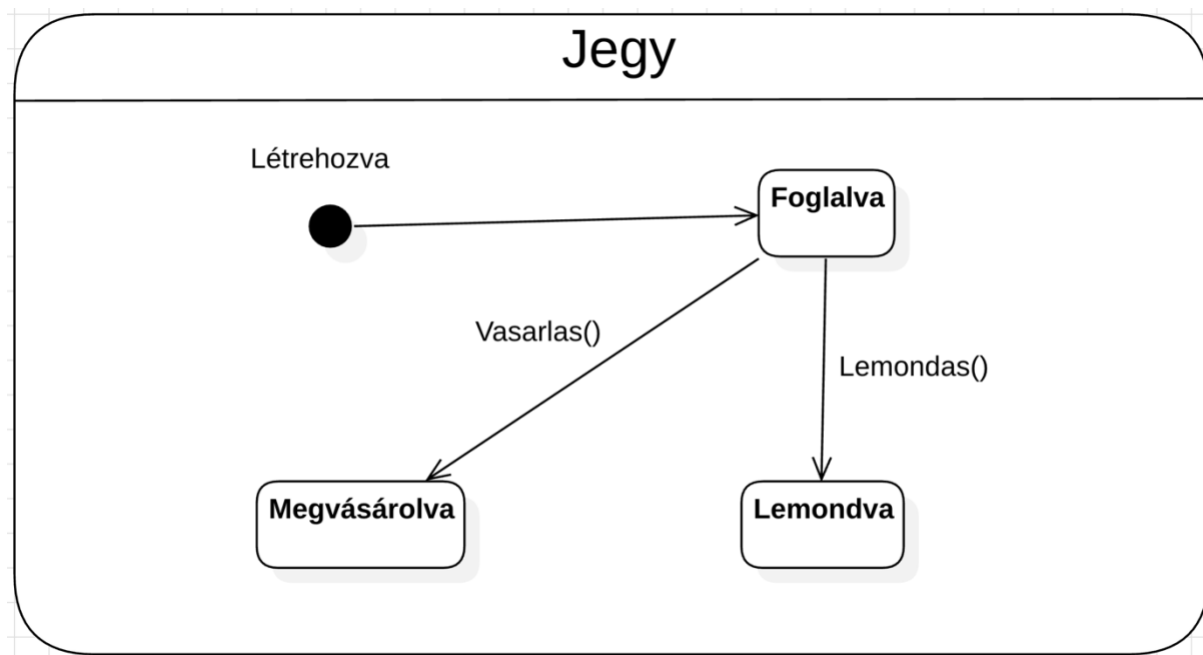 Jegy
Létrehozva
Foglalva
Vasarlas()
Lemondas()
Megvásárolva
Lemondva